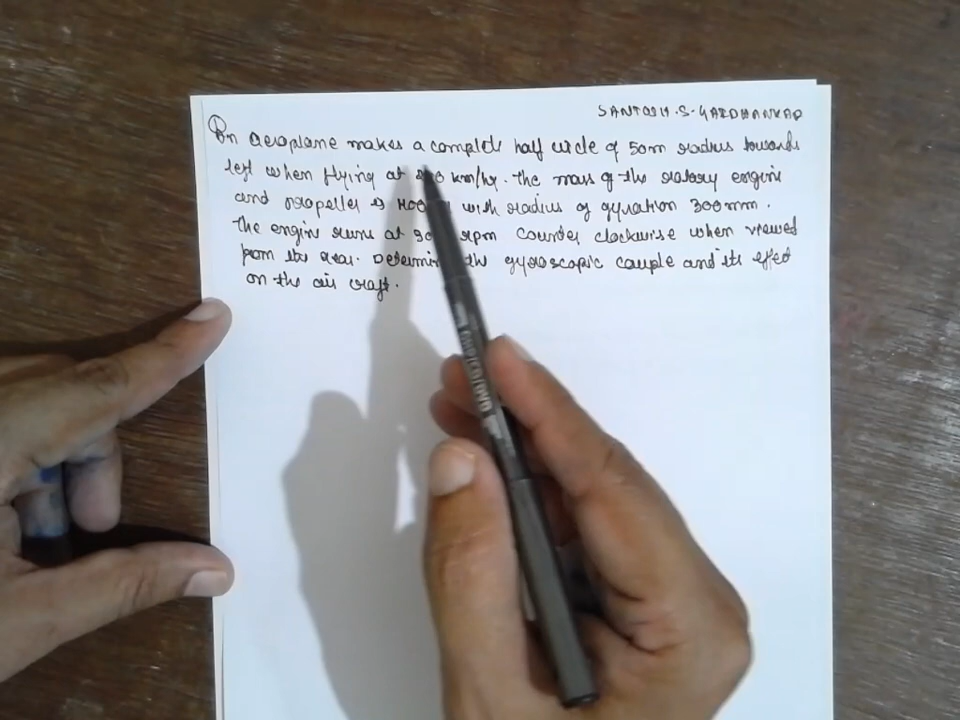 SANTOSH.S.GARDHANKAR
An aeroplane makes a complete half circle of 50m radius towards
left when flying at km/hr. The mass of the rotary engine
and propeller is with radius of gyration 300mm.
The engine runs at rpm counter clockwise when viewed
from the rear. Determine the gyroscopic couple and its effect
on the air craft.